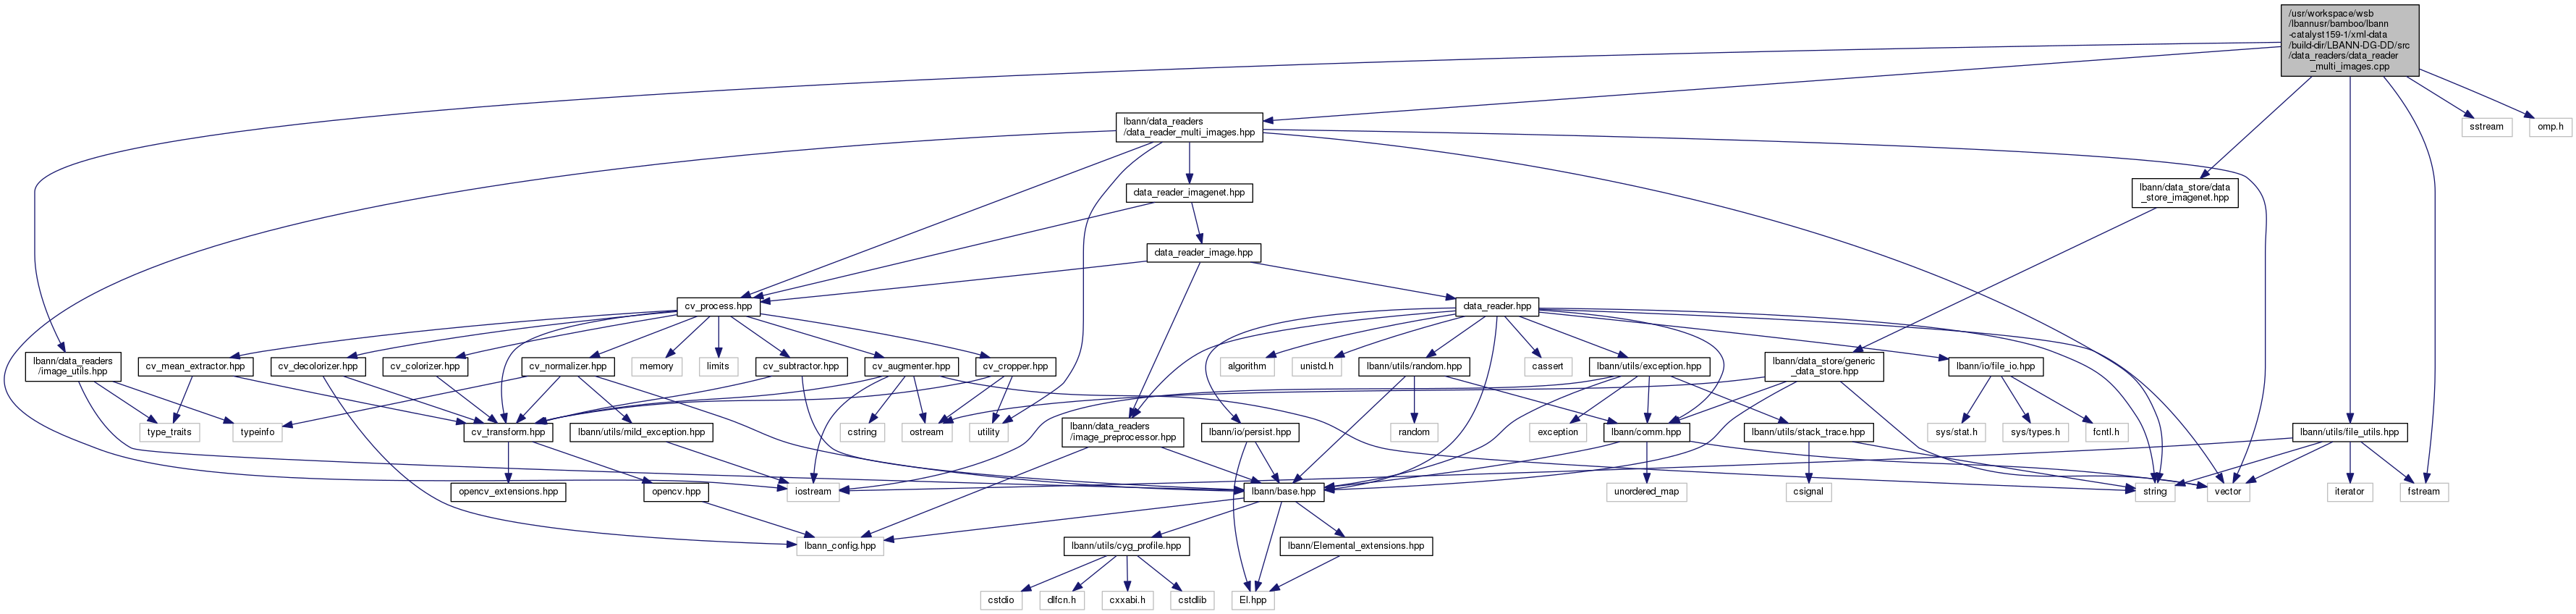 /usr/workspace/wsb
/lbannusr/bamboo/lbann
-catalyst159-1/xml-data
/build-dir/LBANN-DG-DD/src
/data_readers/data_reader
_multi_images.cpp
lbann/data_readers
/data_reader_multi_images.hpp
sstream
omp.h
data_reader_imagenet.hpp
lbann/data_store/data
_store_imagenet.hpp
data_reader_image.hpp
cv_process.hpp
data_reader.hpp
lbann/data_readers
/image_utils.hpp
cv_mean_extractor.hpp
cv_decolorizer.hpp
cv_colorizer.hpp
cv_normalizer.hpp
memory
limits
cv_subtractor.hpp
cv_augmenter.hpp
cv_cropper.hpp
algorithm
unistd.h
lbann/utils/random.hpp
cassert
lbann/utils/exception.hpp
lbann/data_store/generic
_data_store.hpp
lbann/io/file_io.hpp
type_traits
typeinfo
cv_transform.hpp
lbann/utils/mild_exception.hpp
cstring
ostream
utility
lbann/data_readers
/image_preprocessor.hpp
lbann/io/persist.hpp
random
exception
lbann/comm.hpp
lbann/utils/stack_trace.hpp
sys/stat.h
sys/types.h
fcntl.h
lbann/utils/file_utils.hpp
opencv_extensions.hpp
opencv.hpp
iostream
lbann/base.hpp
unordered_map
csignal
string
vector
iterator
fstream
lbann_config.hpp
lbann/utils/cyg_profile.hpp
lbann/Elemental_extensions.hpp
cstdio
dlfcn.h
cxxabi.h
cstdlib
El.hpp